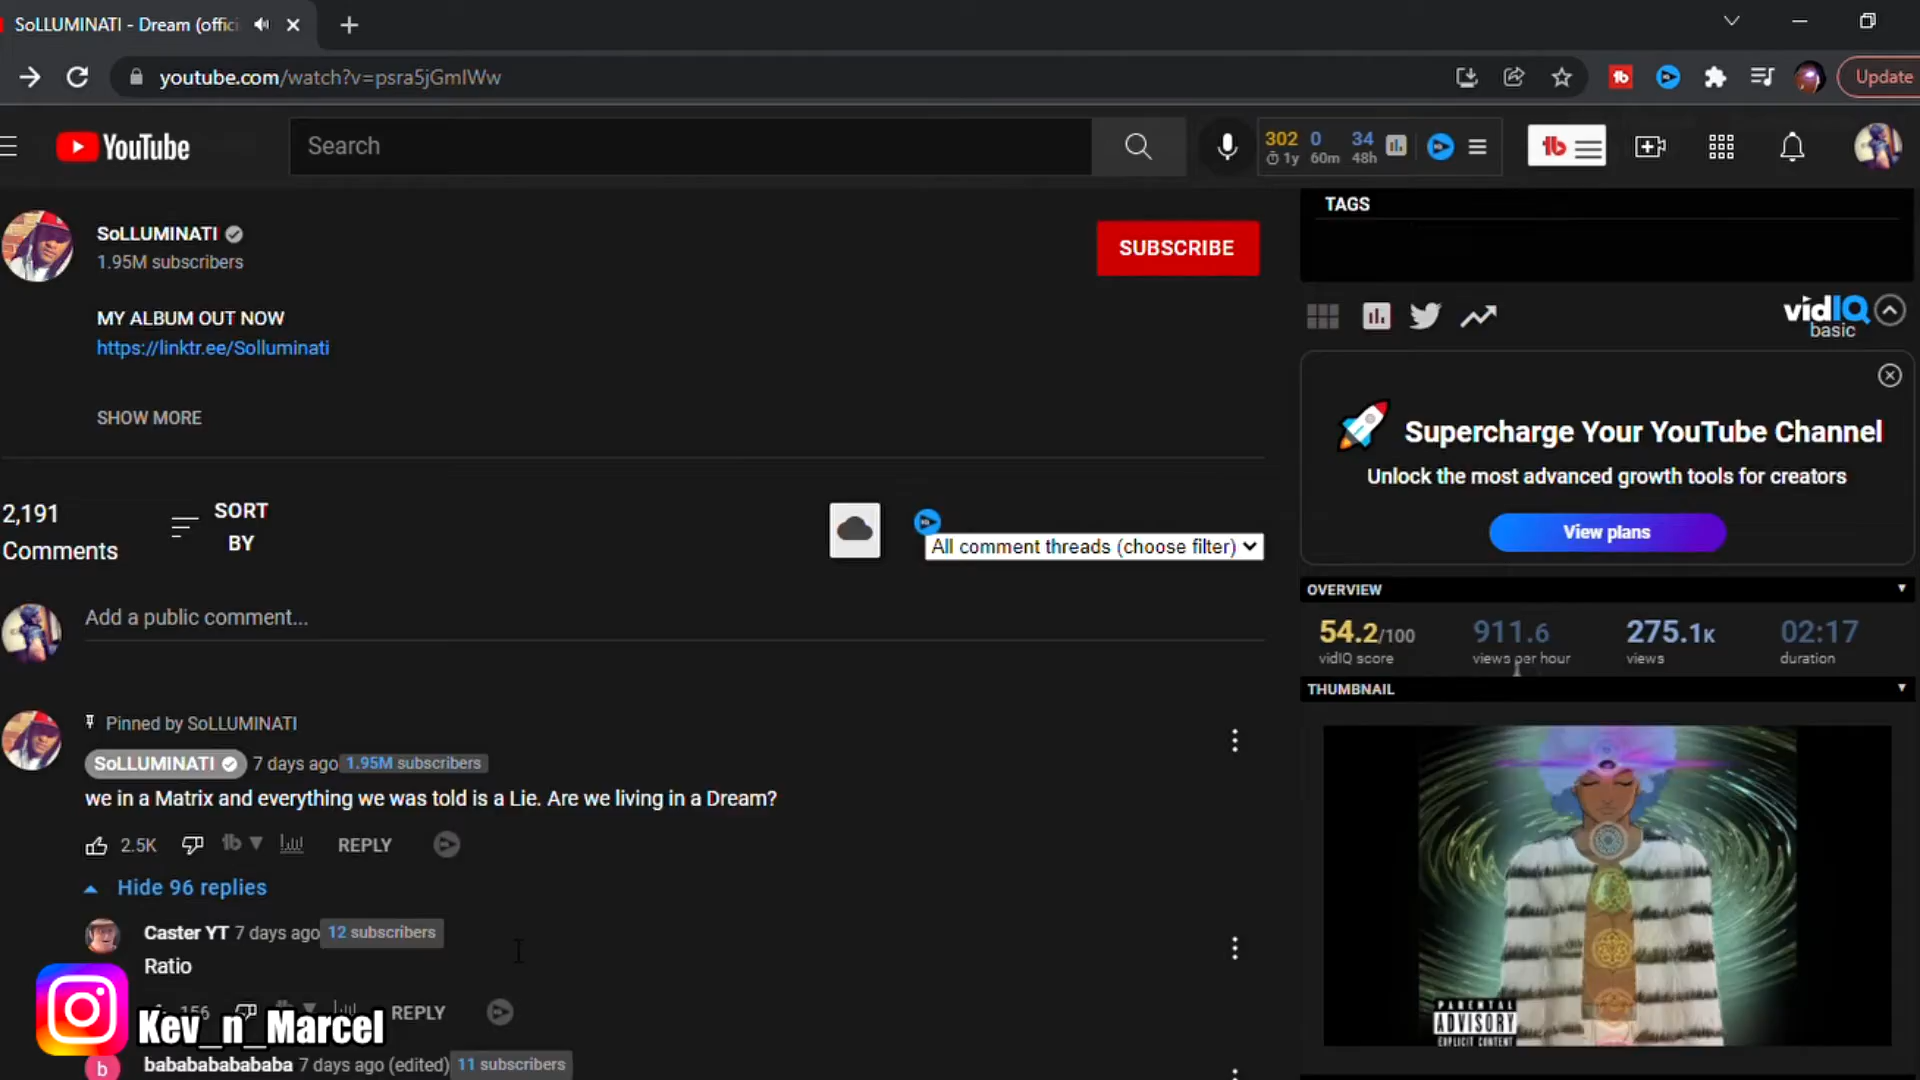 SoLLUMINATI - Dream (offici
youtube.com/watch?v=psra5jGmIWw
Update
YouTube
Search
302 0 34
1y 60m 48h
SoLLUMINATI
1.95M subscribers
SUBSCRIBE
MY ALBUM OUT NOW
https://linktr.ee/Solluminati
SHOW MORE
2,191
Comments
SORT
BY
All comment threads (choose filter)
Add a public comment...
Pinned by SoLLUMINATI
SoLLUMINATI 7 days ago 1.95M subscribers
we in a Matrix and everything we was told is a Lie. Are we living in a Dream?
2.5K REPLY
Hide 96 replies
Caster YT 7 days ago 12 subscribers
Ratio
156 REPLY
Kev_n_Marcel
b
babababababa 7 days ago (edited) 11 subscribers
TAGS
vidIQ
basic
Supercharge Your YouTube Channel
Unlock the most advanced growth tools for creators
View plans
OVERVIEW
54.2/100 911.6 275.1K 02:17
vidIQ score views per hour views duration
THUMBNAIL
PARENTAL
ADVISORY
EXPLICIT CONTENT